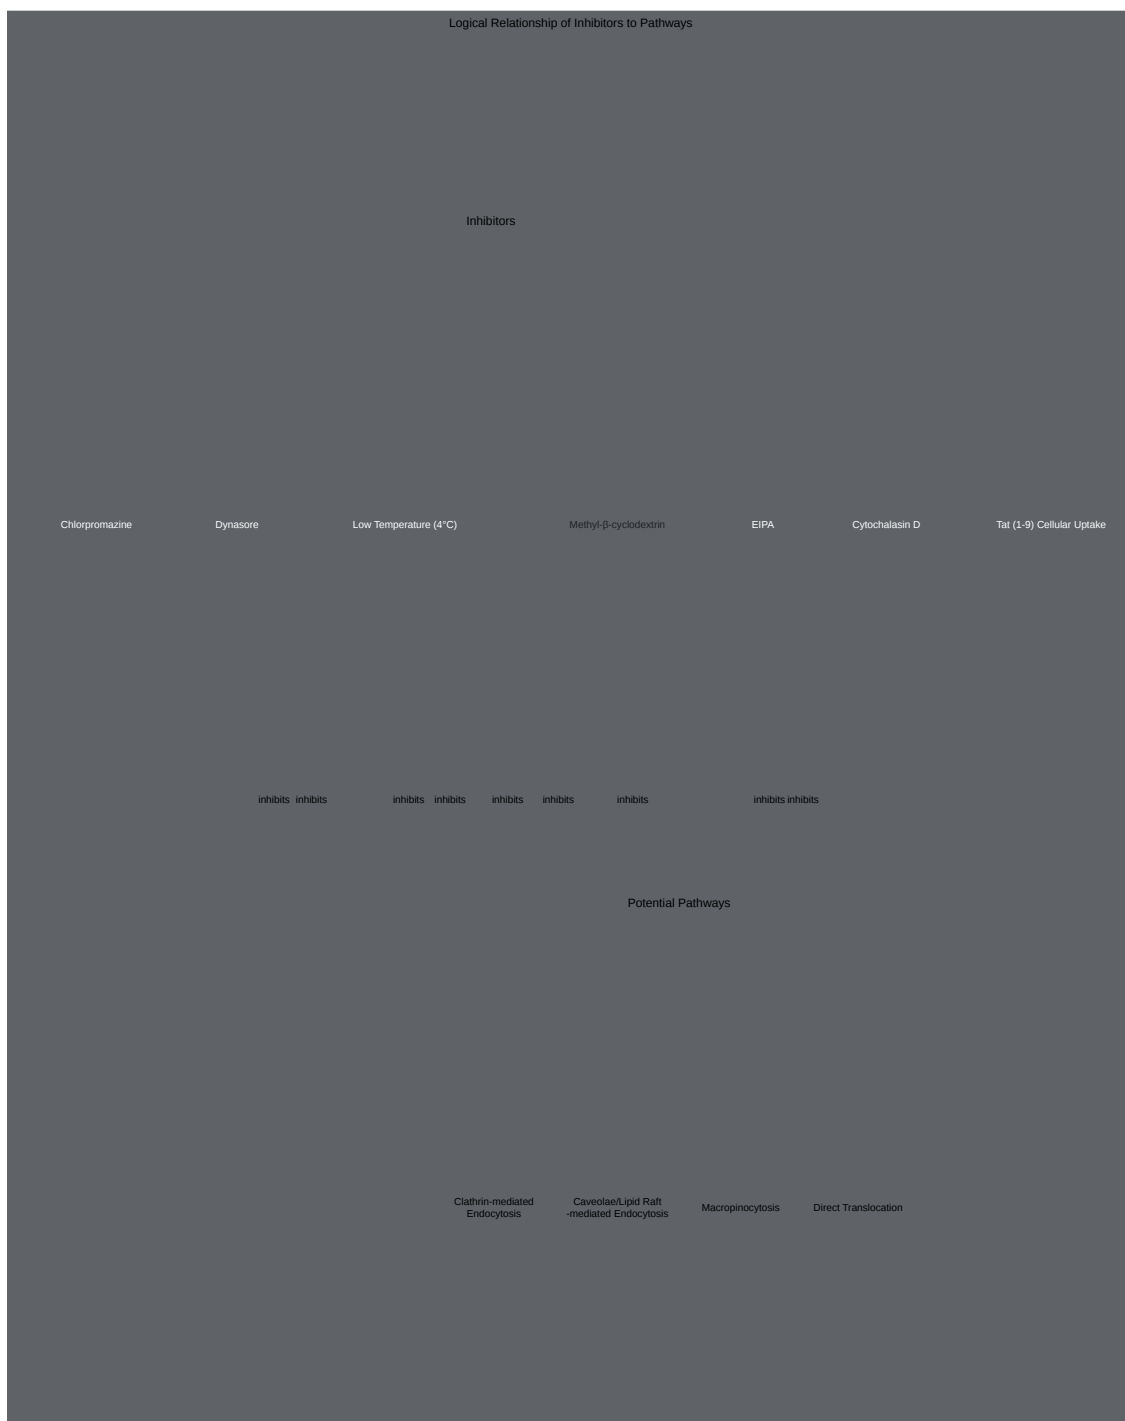 Logical Relationship of Inhibitors to Pathways
Inhibitors
Chlorpromazine
Dynasore
Low Temperature (4°C)
Methyl-β-cyclodextrin
EIPA
Cytochalasin D
Tat (1-9) Cellular Uptake
inhibits
inhibits
inhibits
inhibits
inhibits
inhibits
inhibits
inhibits
inhibits
Potential Pathways
Clathrin-mediated
Endocytosis
Caveolae/Lipid Raft
-mediated Endocytosis
Macropinocytosis
Direct Translocation